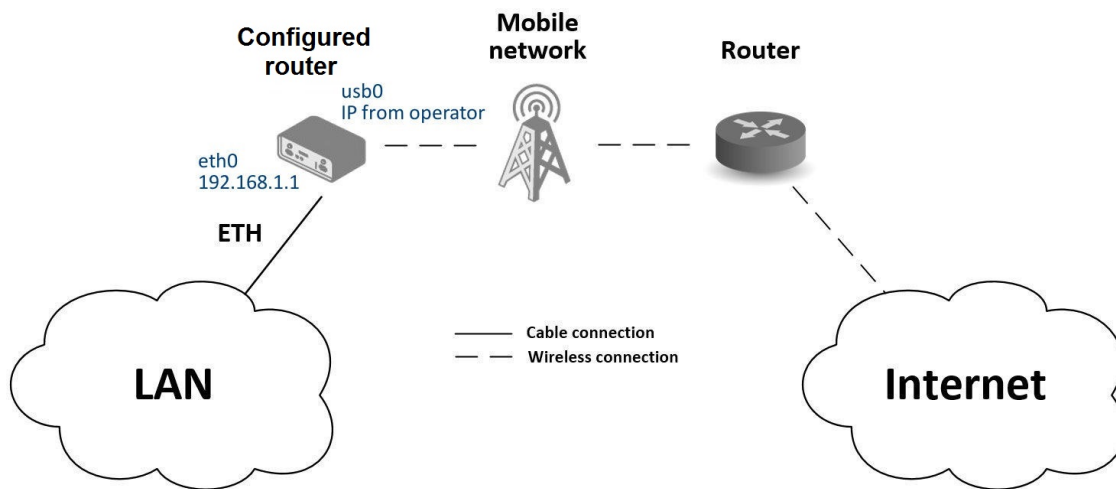 Configured
router
usb0
IP from operator
Mobile
network
Router
eth0
192.168.1.1
ETH
Cable connection
Wireless connection
LAN
Internet